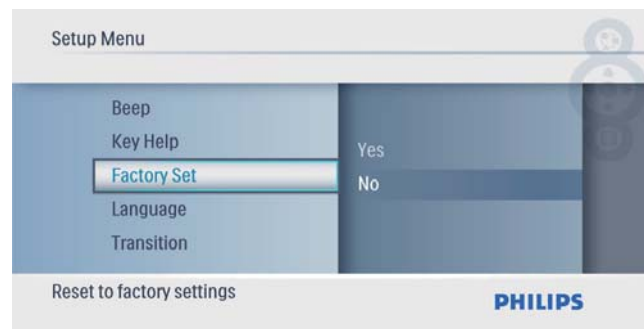 Setup Menu
Beep
Key Help
Factory Set
Language
Transition
Yes
No
Reset to factory settings
PHILIPS